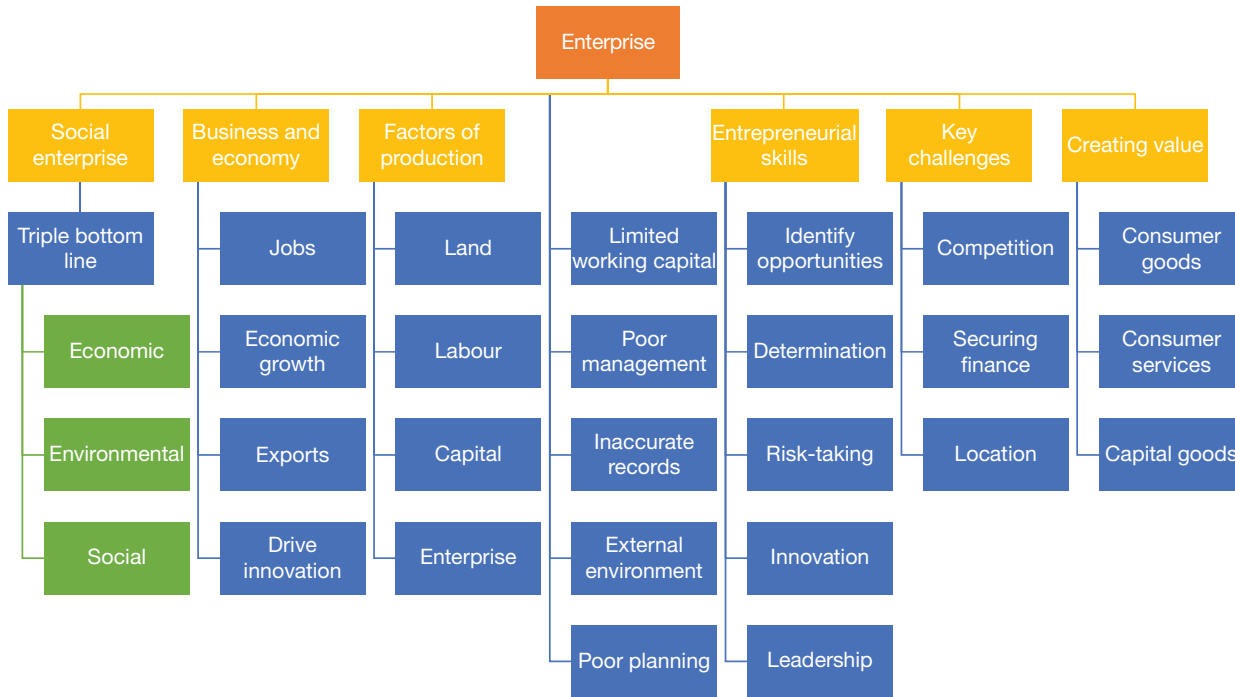 Enterprise
Social
enterprise
Business and
economy
Factors of
production
Entrepreneurial
skills
Key
challenges
Creating value
Triple bottom
line
Economic
Environmental
Social
Jobs
Economic
growth
Exports
Drive
innovation
Land
Labour
Capital
Enterprise
Limited
working capital
Poor
management
Inaccurate
records
External
environment
Poor planning
Identify
opportunities
Determination
Risk-taking
Innovation
Leadership
Competition
Securing
finance
Location
Consumer
goods
Consumer
services
Capital goods